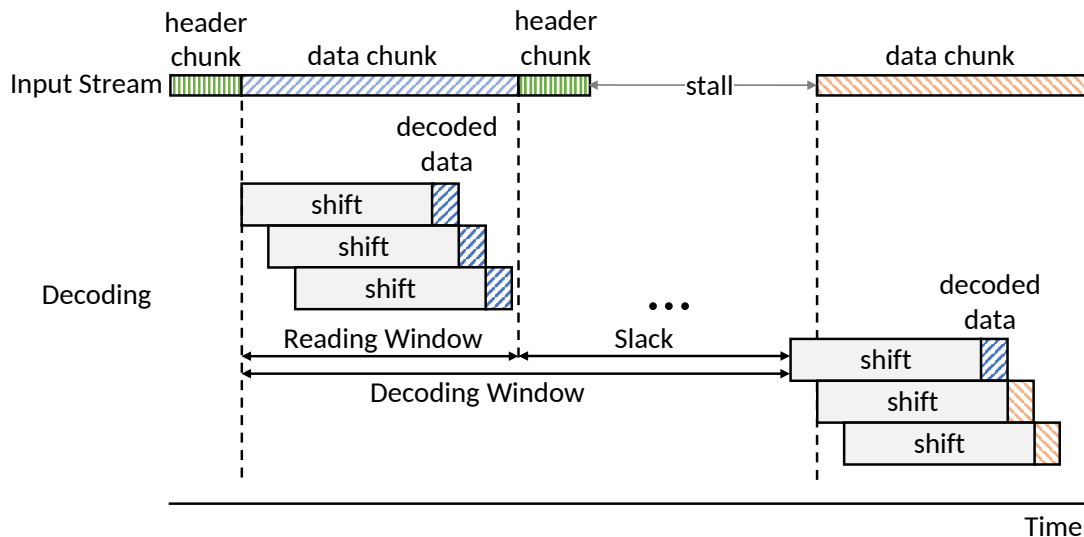 header
chunk
data chunk
header
chunk
data chunk
Input Stream
stall
decoded
data
shift
shift
shift
Decoding
...
decoded
data
Reading Window
Slack
shift
Decoding Window
shift
shift
Time